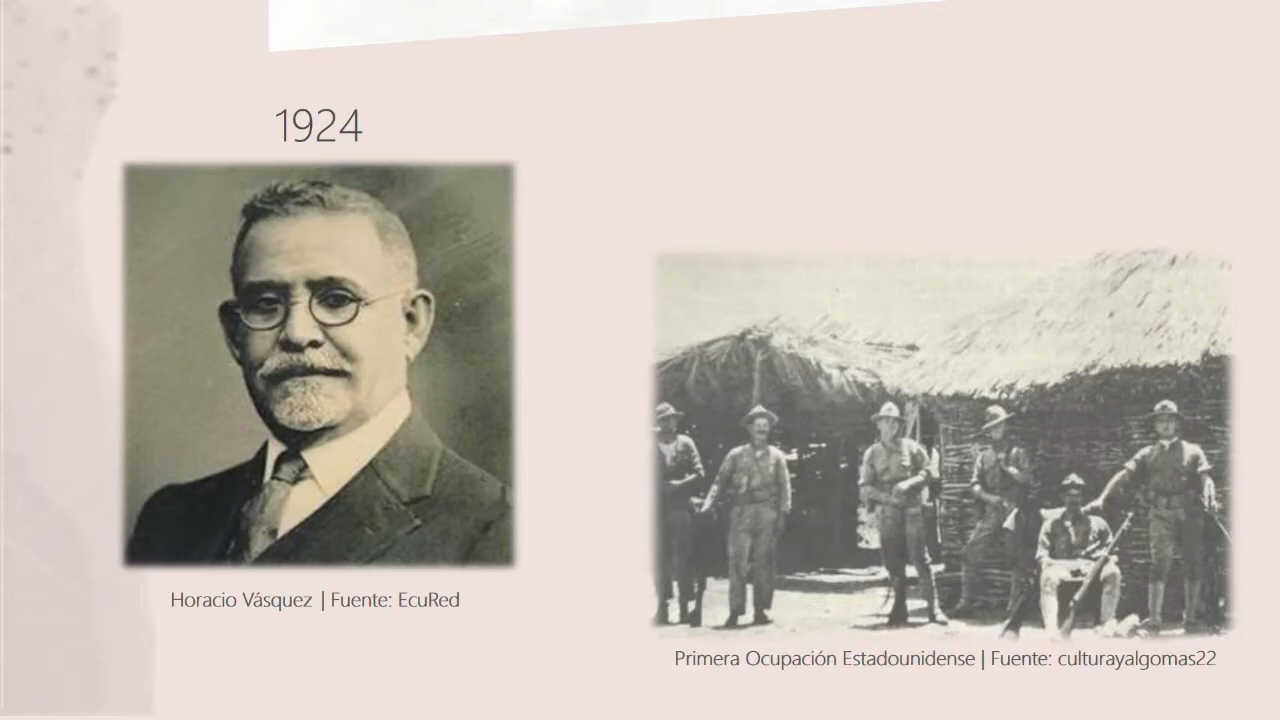 1924
Horacio Vásquez | Fuente: EcuRed
Primera Ocupación Estadounidense | Fuente: culturayalgomas22